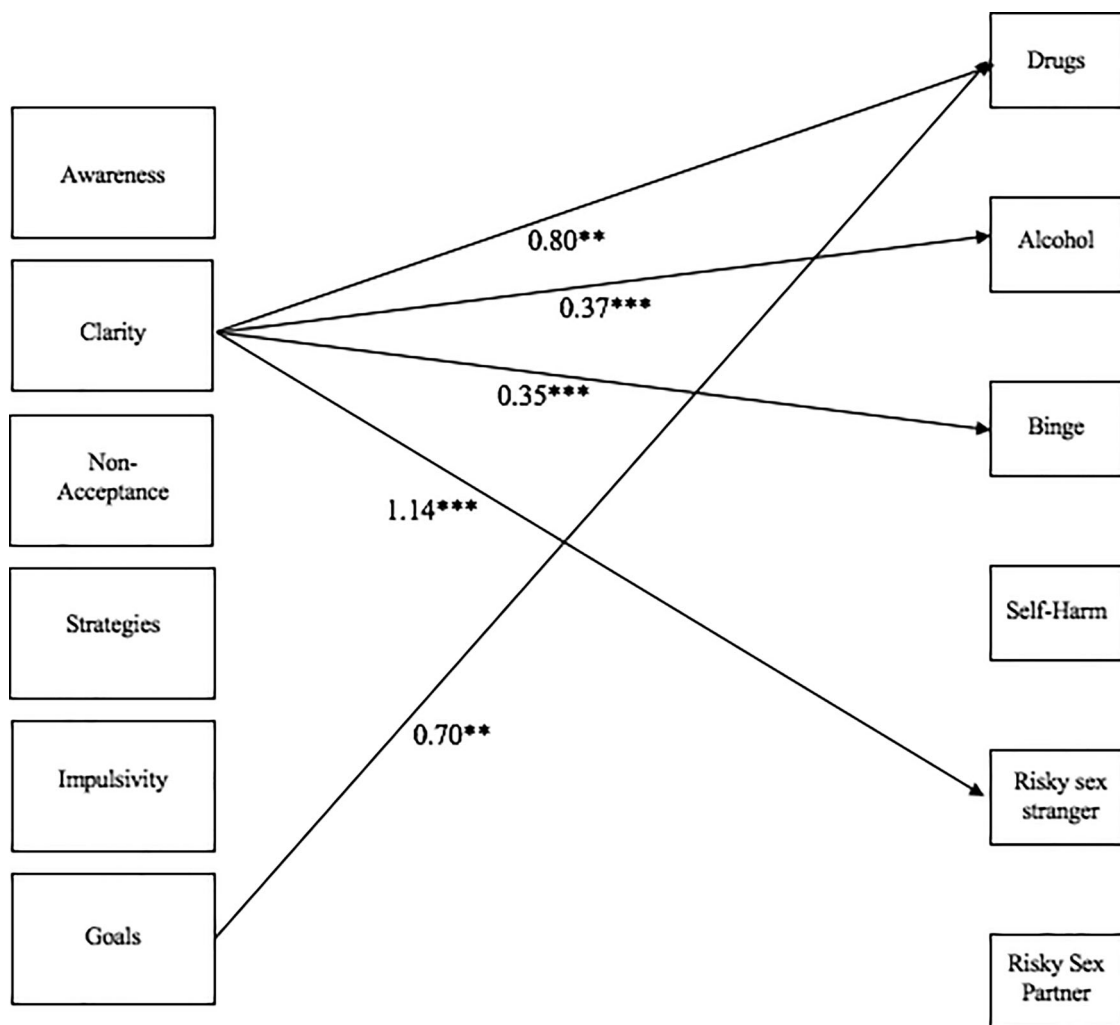 Awareness
Clarity
Non-
Acceptance
Strategies
Impulsivity
Goals
0.80**
0.37***
0.35***
1.14***
0.70**
Drugs
Alcohol
Binge
Self-Harm
Risky sex
stranger
Risky Sex
Partner